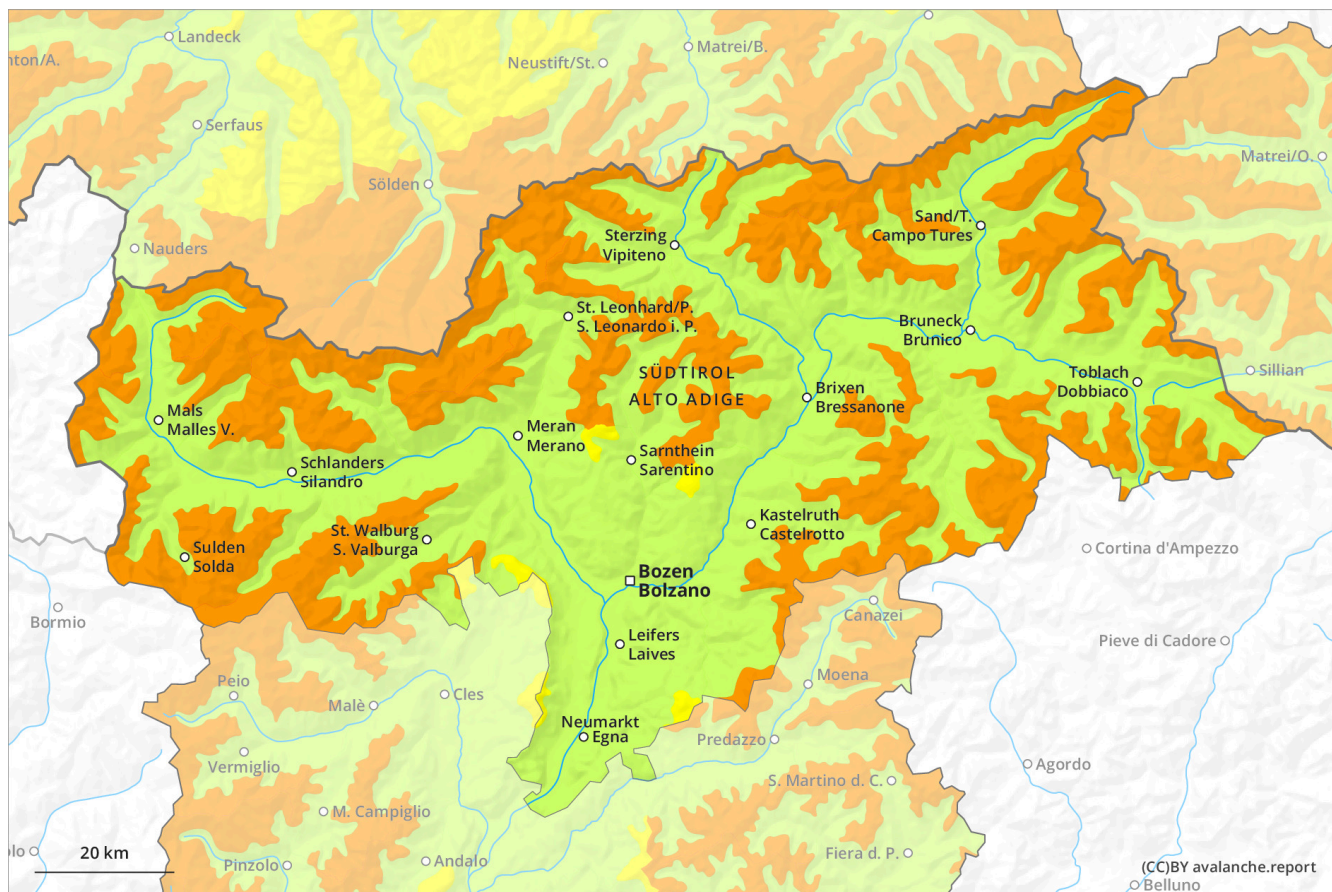 Landeck
nton/A.
Neustift/St.
Matrei/B.
Serfaus
Matrei/O.
Sölden
Nauders
Sand/T.
Campo Tures
Sterzing
Vipiteno
St. Leonhard/P.
S. Leonardo i. P.
Bruneck
Brunico
SÜDTIROL
ALTO ADIGE
Toblach
Dobbiaco
Sillian
Brixen
Bressanone
Mals
Malles V.
Meran
Merano
Sarnthein
Sarentino
Schlanders
Silandro
Kastelruth
Castelrotto
St. Walburg
S. Valburga
Sulden
Solda
Cortina d'Ampezzo
Bozen
Bolzano
Bormio
Canazei
Leifers
Laives
Pieve di Cadore
Peio
Moena
Cles
Malè
Neumarkt
Egna
Predazzo
Vermiglio
Agordo
S. Martino d. C.
M. Campiglio
olo
20 km
Pinzolo
Andalo
Fiera d. P.
(CC)BY avalanche.report
Belluno